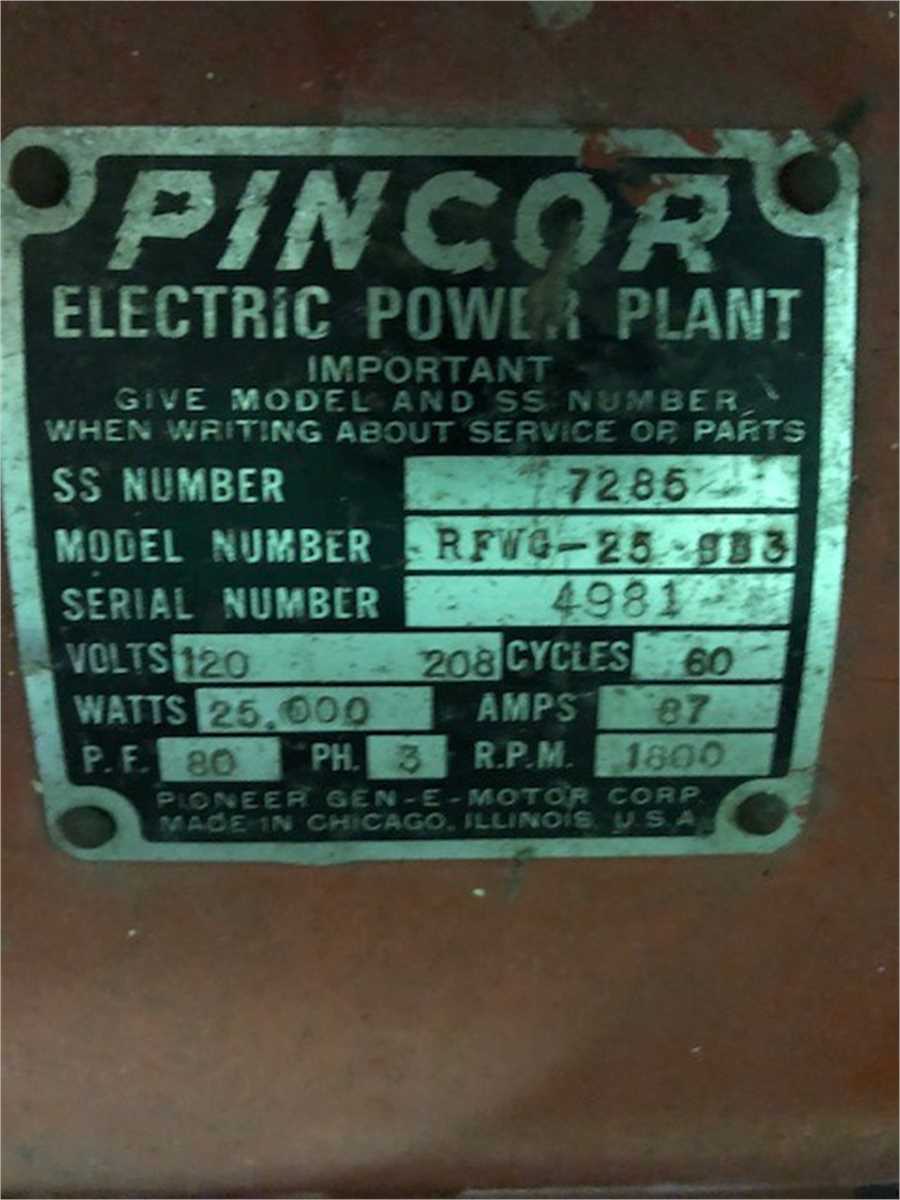 PINCOR
ELECTRIC POWER PLANT
IMPORTANT
GIVE MODEL AND SS NUMBER
WHEN WRITING ABOUT SERVICE OR PARTS
SS NUMBER 7285
MODEL NUMBER RFWG-25
SERIAL NUMBER 4981
VOLTS 120 208 CYCLES 60
WATTS 25,000 AMPS 87
P.F. 80 PH. 3 R.P.M. 1800
PIONEER GEN-E-MOTOR CORP.
MADE IN CHICAGO, ILLINOIS, U.S.A.